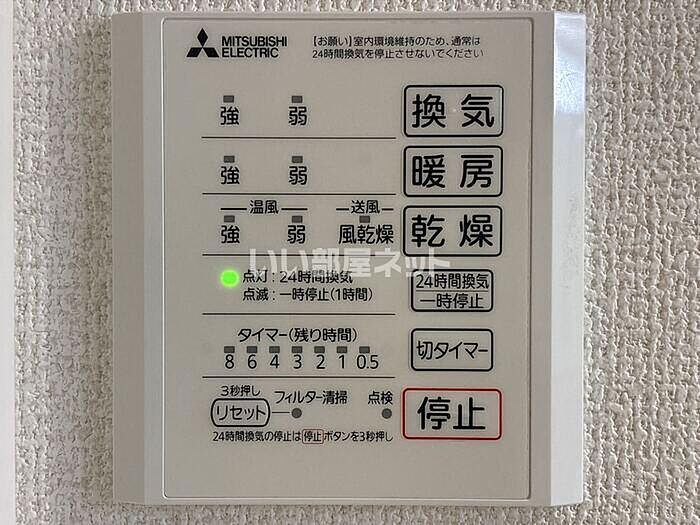 MITSUBISHI
ELECTRIC
【お願い】室内環境維持のため、通常は
24時間換気を停止させないでください
強 弱 換気
強 弱 暖房
温風 送風
強 弱 風乾燥 乾燥
いい部屋ネット
点灯：24時間換気
点滅：一時停止(1時間)
24時間換気
一時停止
タイマー(残り時間)
8 6 4 3 2 1 0.5
切タイマー
3秒押し
リセット フィルター清掃 点検
停止
24時間換気の停止は停止ボタンを3秒押し